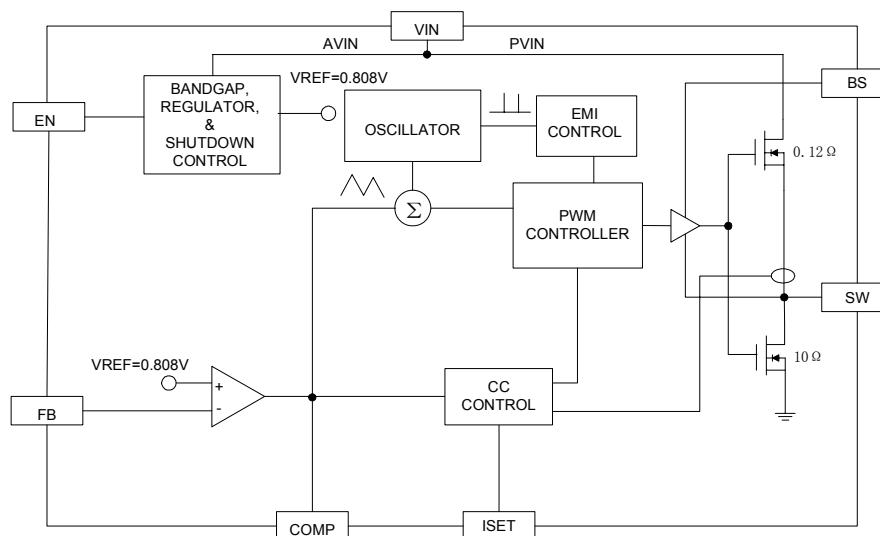 VIN
AVIN
PVIN
BS
EN
BANDGAP,
REGULATOR,
&
SHUTDOWN
CONTROL
VREF=0.808V
OSCILLATOR
EMI
CONTROL
0.12Ω
Σ
PWM
CONTROLLER
SW
VREF=0.808V
+
-
FB
CC
CONTROL
10Ω
COMP
ISET